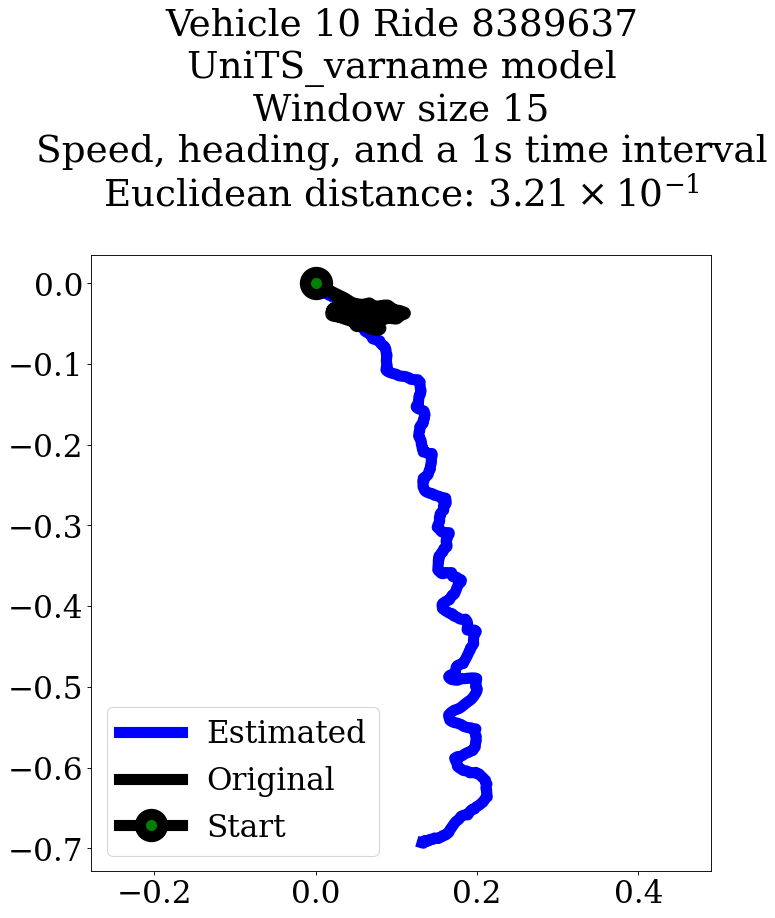 Vehicle 10 Ride 8389637
UniTS_varname model
Window size 15
Speed, heading, and a 1s time interval
Euclidean distance: 3.21 × 10⁻¹
0.0
−0.1
−0.2
−0.3
−0.4
−0.5
−0.6
−0.7
Estimated
Original
Start
−0.2
0.0
0.2
0.4